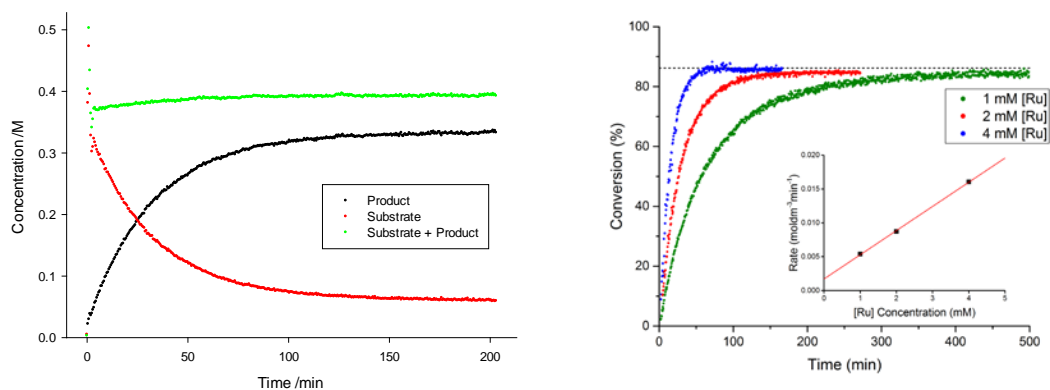 Concentration /M
0.5
0.4
0.3
0.2
0.1
0.0
0
50
100
150
200
Time /min
Product
Substrate
Substrate + Product
Conversion (%)
100
80
60
40
20
0
0
100
200
300
400
500
Time (min)
1 mM [Ru]
2 mM [Ru]
4 mM [Ru]
Rate (moldm⁻³min⁻¹)
0.020
0.015
0.010
0.005
0.000
0
1
2
3
4
5
[Ru] Concentration (mM)